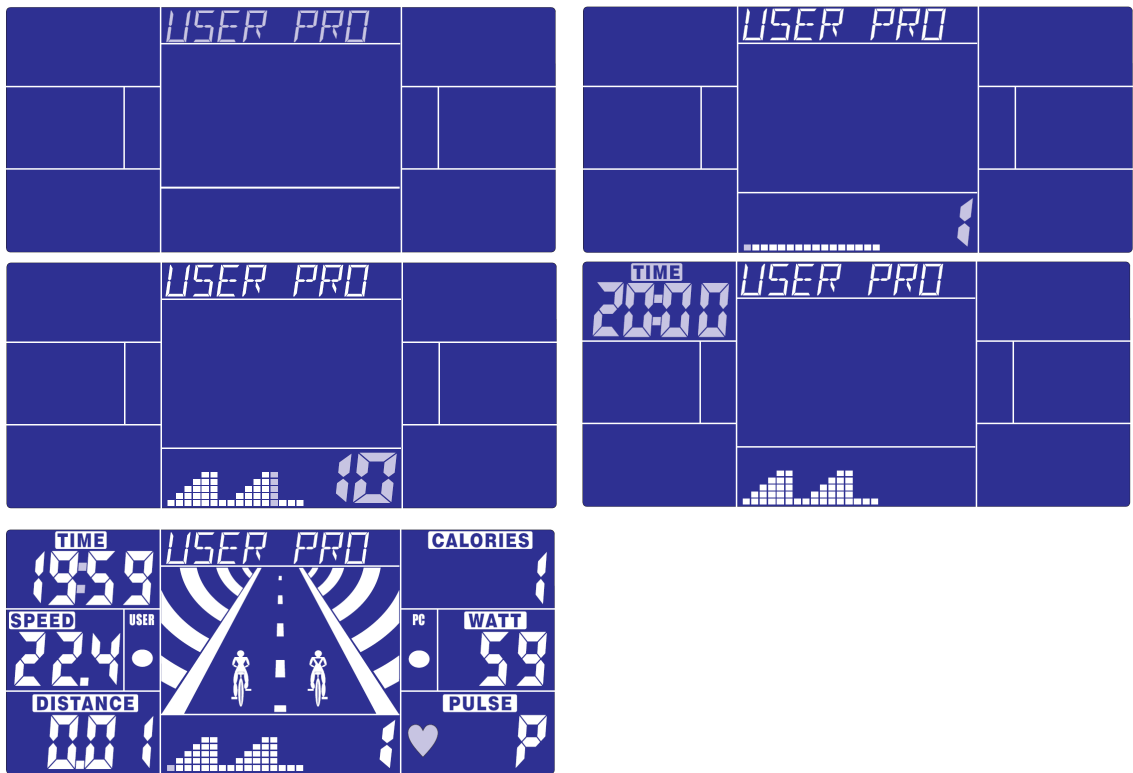 USER PRO
USER PRO
1
USER PRO
10
TIME
20:00
USER PRO
TIME
19:59
USER PRO
CALORIES
1
SPEED
22.4
USER
PC
WATT
59
DISTANCE
0.01
1
PULSE
P